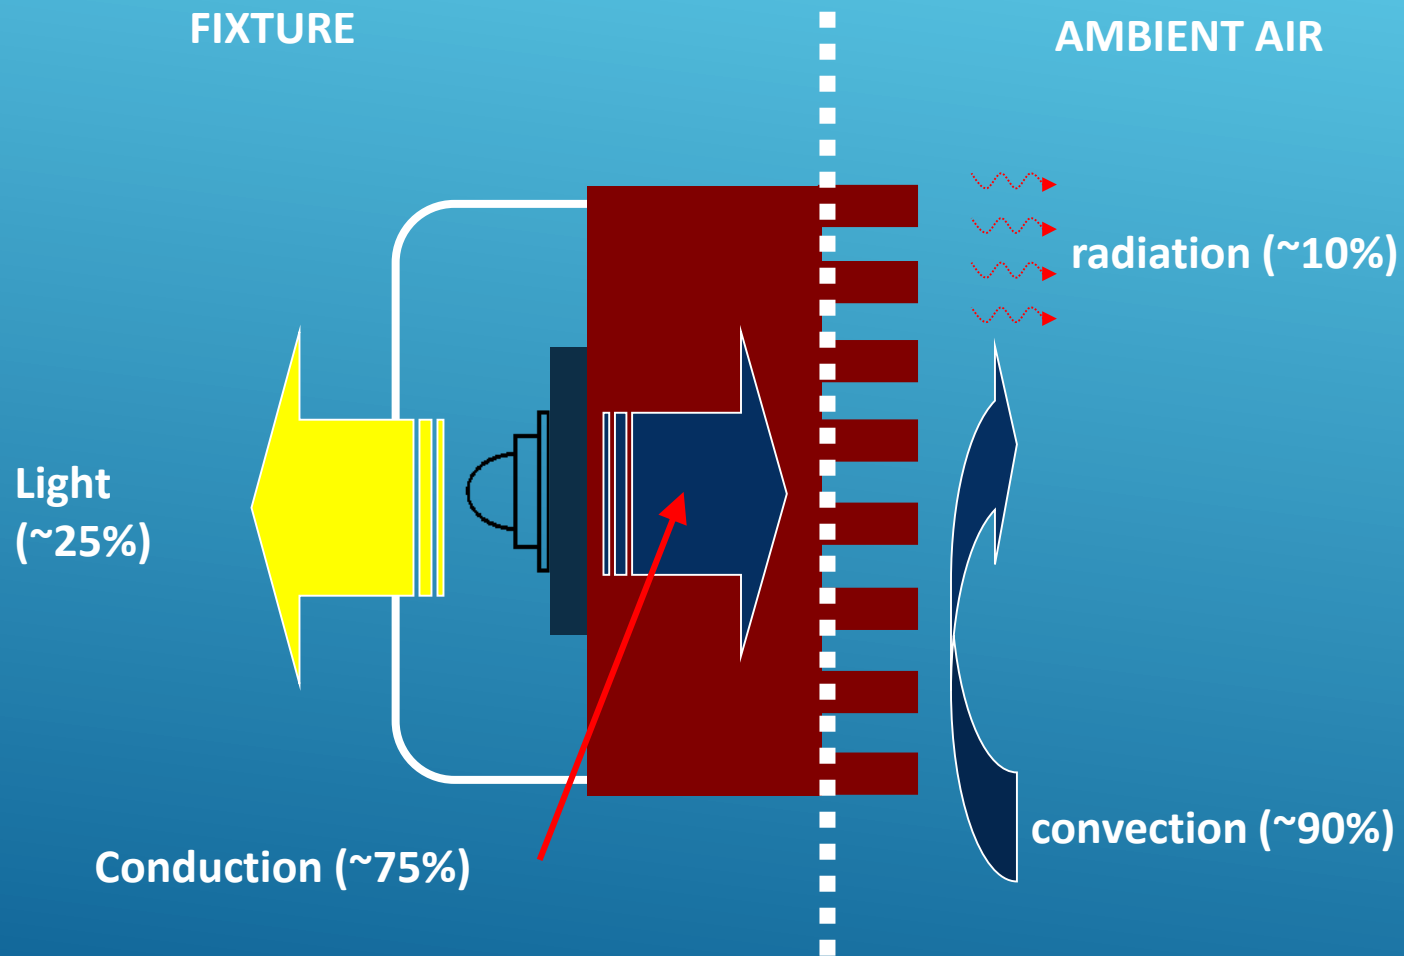 FIXTURE
AMBIENT AIR
radiation (~10%)
Light
(~25%)
convection (~90%)
Conduction (~75%)